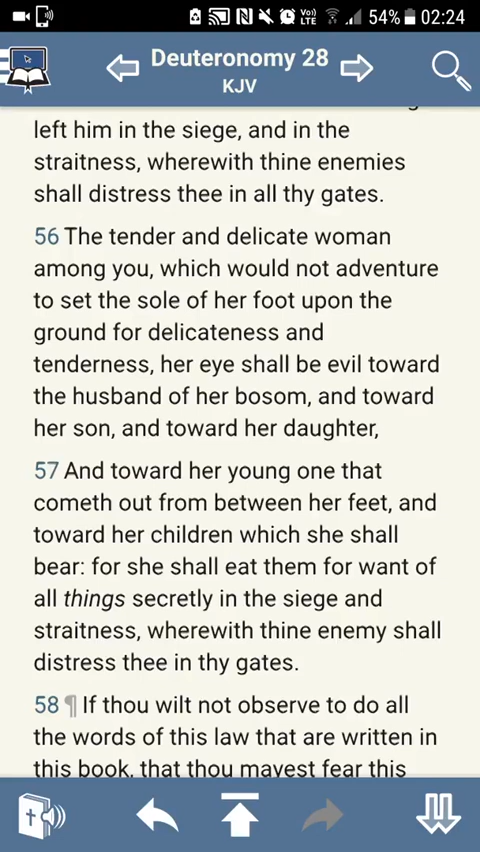 Vo))
LTE
54% 02:24
Deuteronomy 28
KJV
left him in the siege, and in the
straitness, wherewith thine enemies
shall distress thee in all thy gates.
56 The tender and delicate woman
among you, which would not adventure
to set the sole of her foot upon the
ground for delicateness and
tenderness, her eye shall be evil toward
the husband of her bosom, and toward
her son, and toward her daughter,
57 And toward her young one that
cometh out from between her feet, and
toward her children which she shall
bear: for she shall eat them for want of
all things secretly in the siege and
straitness, wherewith thine enemy shall
distress thee in thy gates.
58 ¶ If thou wilt not observe to do all
the words of this law that are written in
this book, that thou mayest fear this